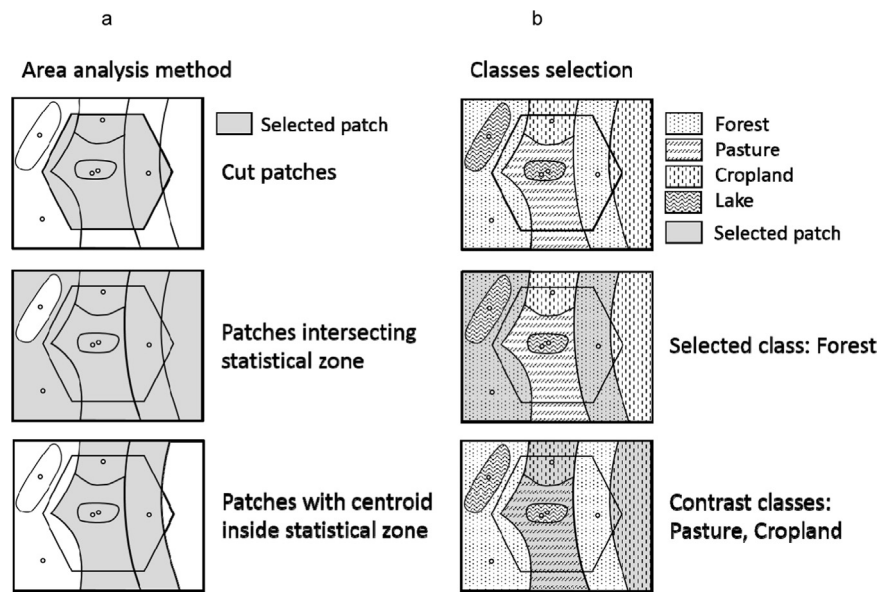 a
Area analysis method
Selected patch
Cut patches
Patches intersecting
statistical zone
Patches with centroid
inside statistical zone
b
Classes selection
Forest
Pasture
Cropland
Lake
Selected patch
Selected class: Forest
Contrast classes:
Pasture, Cropland